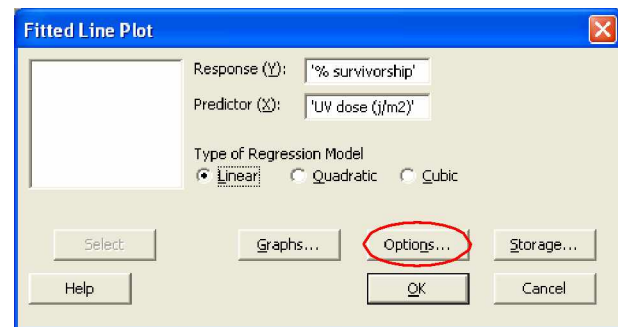 Fitted Line Plot
Response (Y): '% survivorship'
Predictor (X): 'UV dose (j/m2)'
Type of Regression Model
Linear Quadratic Cubic
Select Graphs... Options... Storage...
Help OK Cancel